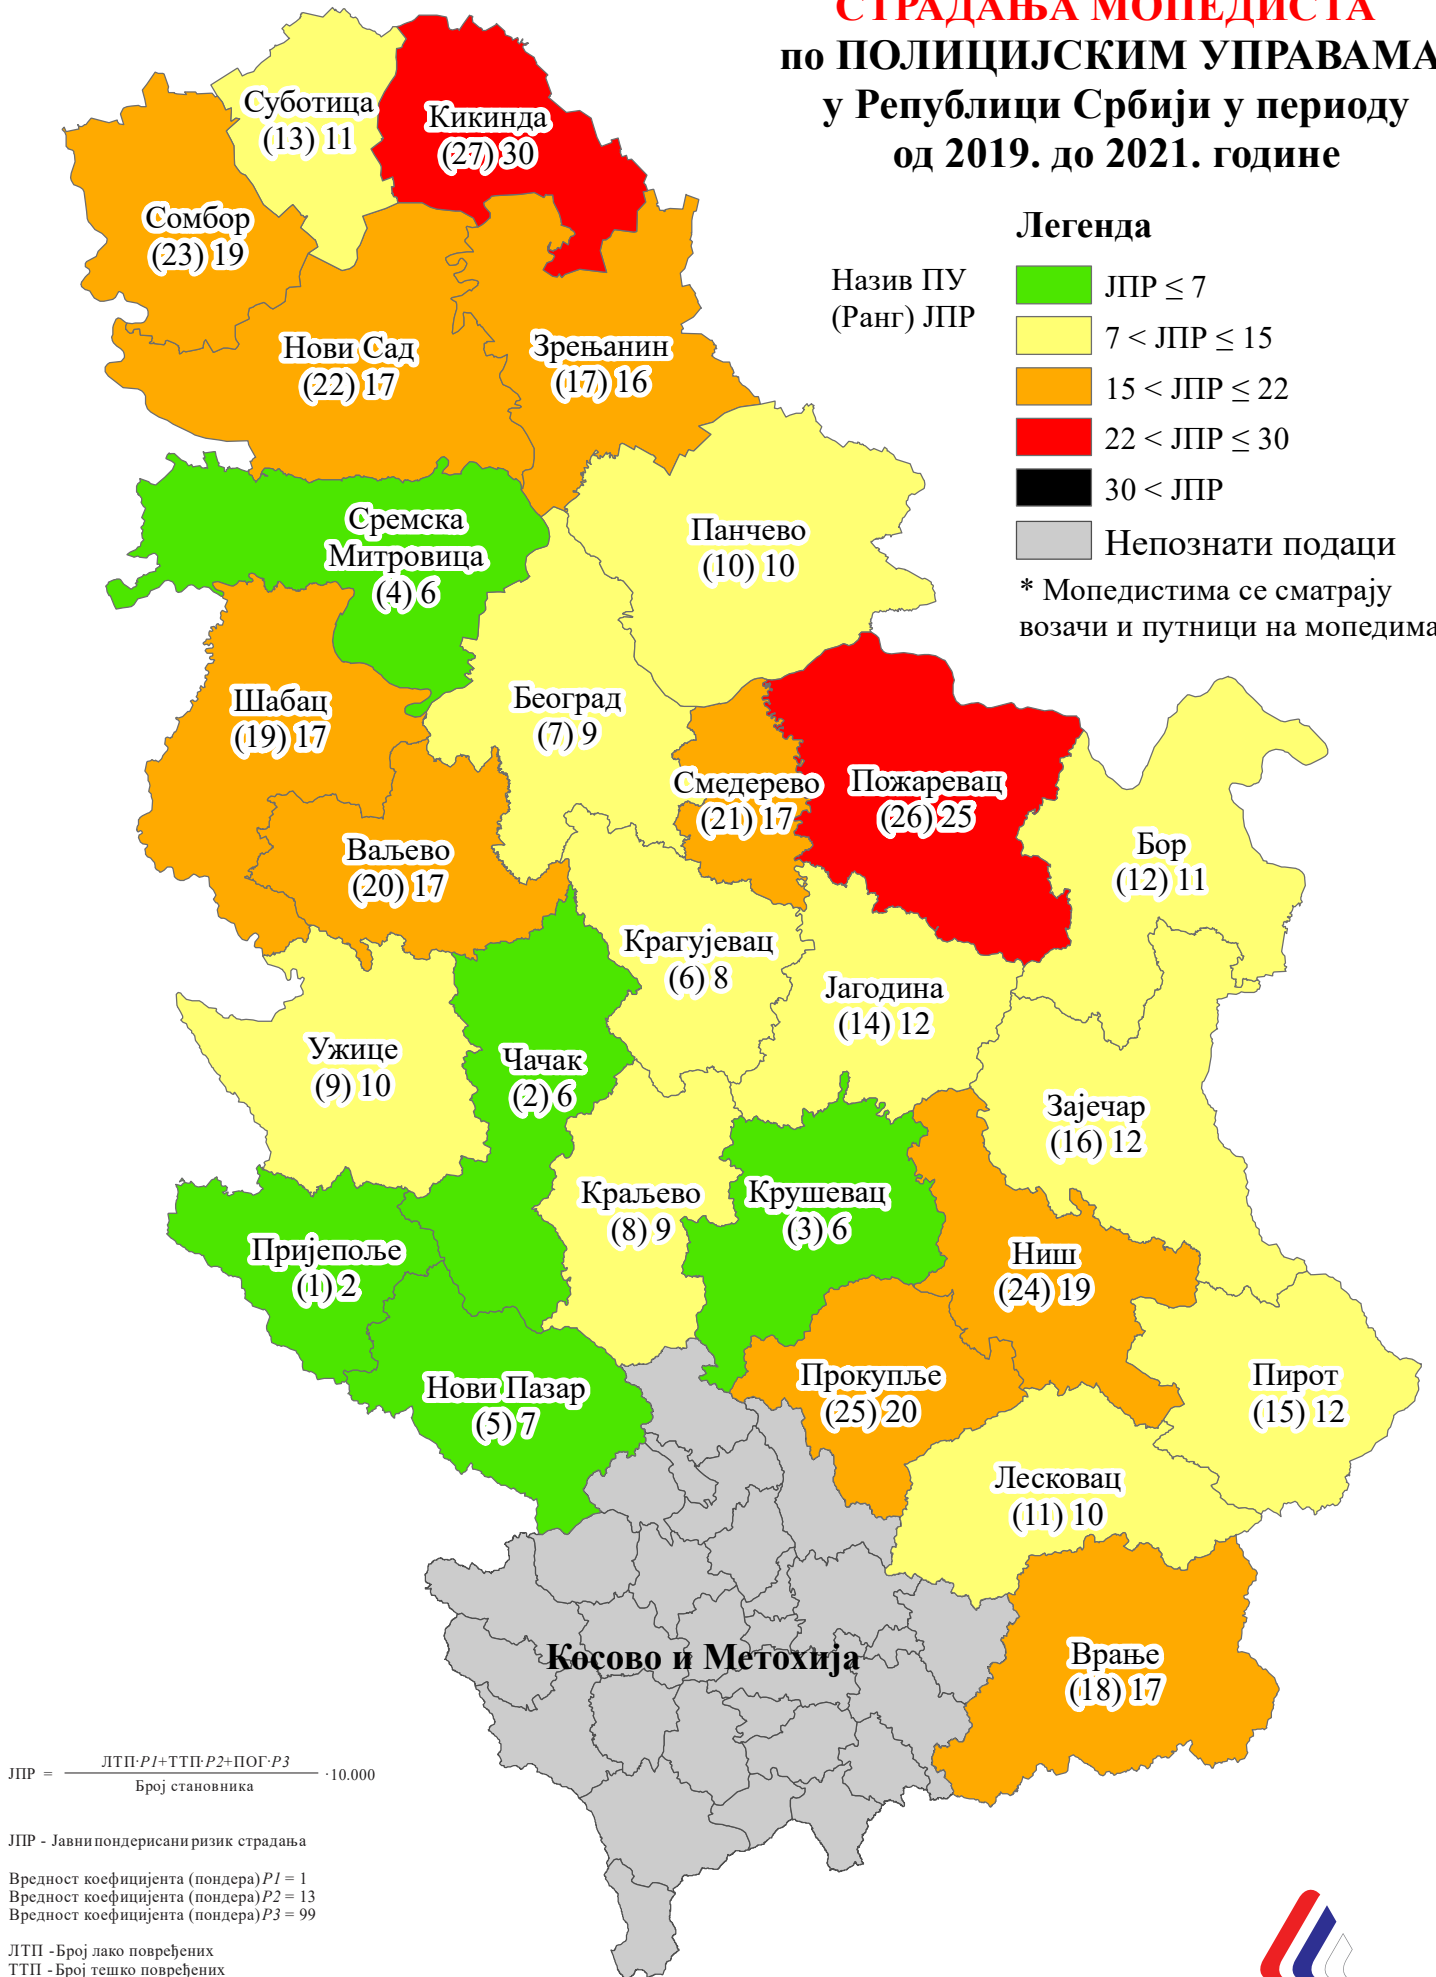 СТРАДАЊА МОПЕДИСТА
по ПОЛИЦИЈСКИМ УПРАВАМА
у Републици Србији у периоду
од 2019. до 2021. године
Легенда
Назив ПУ
(Ранг) ЈПР
ЈПР ≤ 7
7 < ЈПР ≤ 15
15 < ЈПР ≤ 22
22 < ЈПР ≤ 30
30 < ЈПР
Непознати подаци
* Мопедистима се сматрају
возачи и путници на мопедима
Суботица
(13) 11
Кикинда
(27) 30
Сомбор
(23) 19
Нови Сад
(22) 17
Зрењанин
(17) 16
Сремска
Митровица
(4) 6
Панчево
(10) 10
Шабац
(19) 17
Београд
(7) 9
Смедерево
(21) 17
Пожаревац
(26) 25
Бор
(12) 11
Ваљево
(20) 17
Крагујевац
(6) 8
Јагодина
(14) 12
Ужице
(9) 10
Чачак
(2) 6
Зајечар
(16) 12
Краљево
(8) 9
Крушевац
(3) 6
Пријепоље
(1) 2
Ниш
(24) 19
Нови Пазар
(5) 7
Прокупље
(25) 20
Пирот
(15) 12
Лесковац
(11) 10
Косово и Метохија
Врање
(18) 17
ЈПР = ЛТП·P1+ТТП·P2+ПОГ·P3 ·10.000
Број становника
ЈПР - Јавни пондерисани ризик страдања
Вредност коефицијента (пондера) P1 = 1
Вредност коефицијента (пондера) P2 = 13
Вредност коефицијента (пондера) P3 = 99
ЛТП - Број лако повређених
ТТП - Број тешко повређених